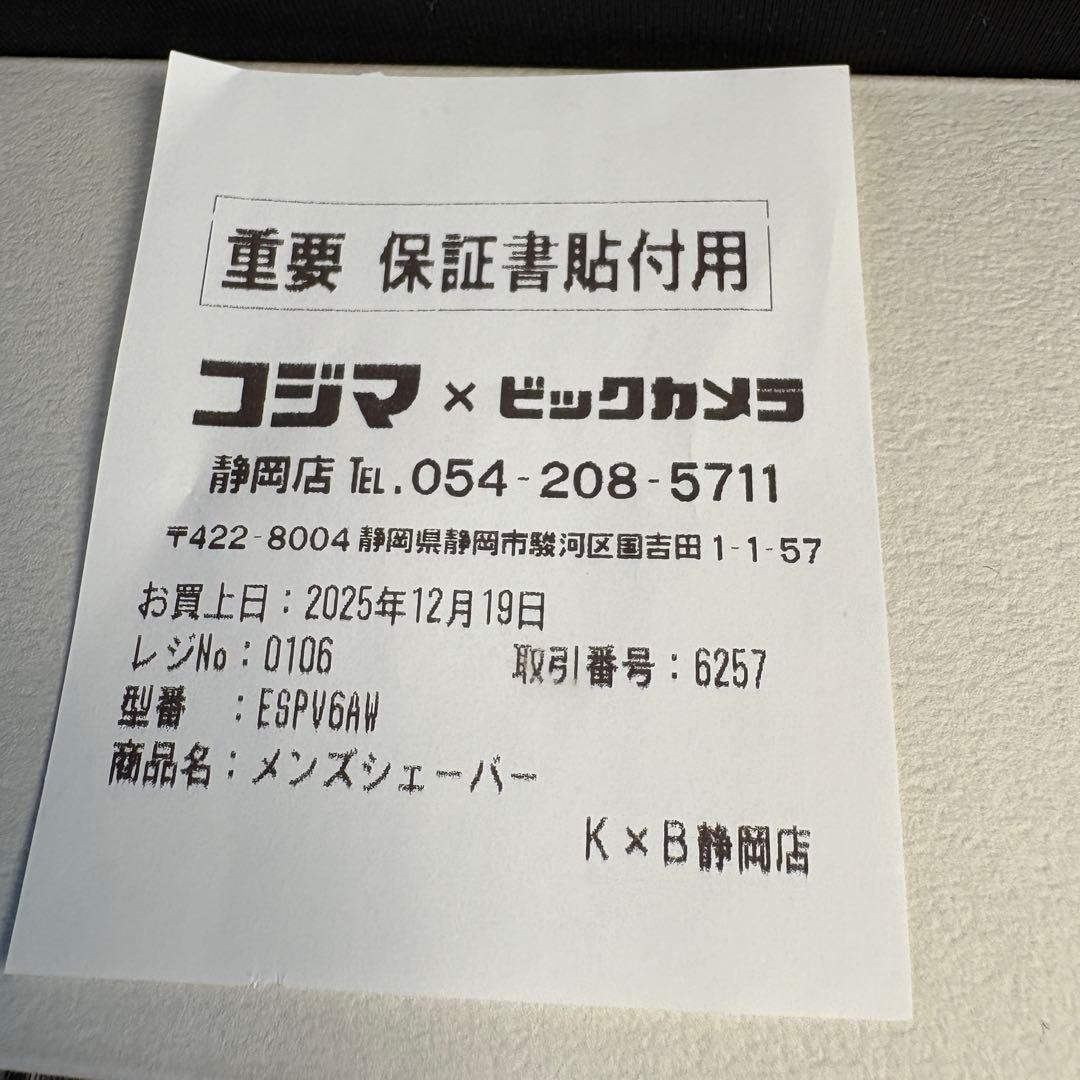 重要 保証書貼付用
コジマ×ビックカメラ
静岡店 TEL.054-208-5711
〒422-8004 静岡県静岡市駿河区国吉田1-1-57
お買上日：2025年12月19日
レジNo：0106 取引番号：6257
型番 ：ESPV6AW
商品名：メンズシェーバー
K×B静岡店